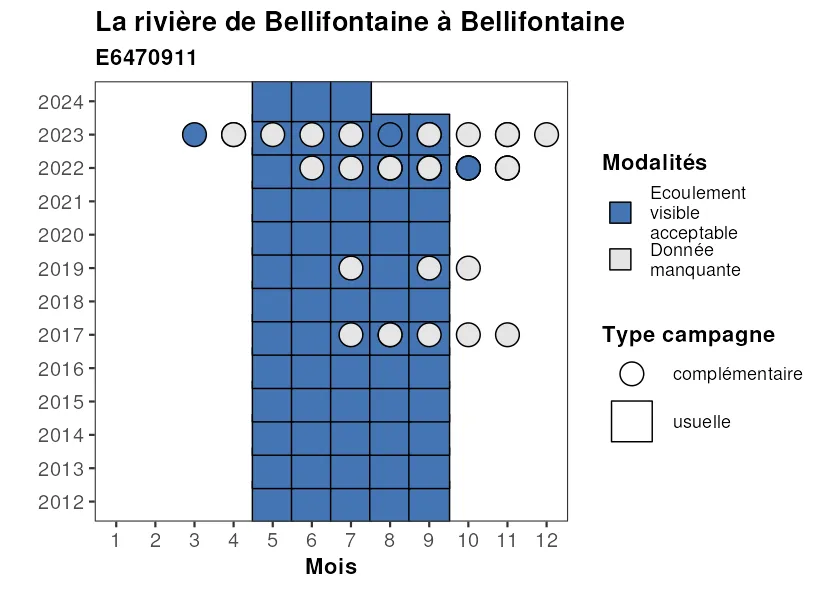 La rivière de Bellifontaine à Bellifontaine
E6470911
2024
2023
2022
2021
2020
2019
2018
2017
2016
2015
2014
2013
2012
1 2 3 4 5 6 7 8 9 10 11 12
Mois
Modalités
Ecoulement
visible
acceptable
Donnée
manquante
Type campagne
complémentaire
usuelle